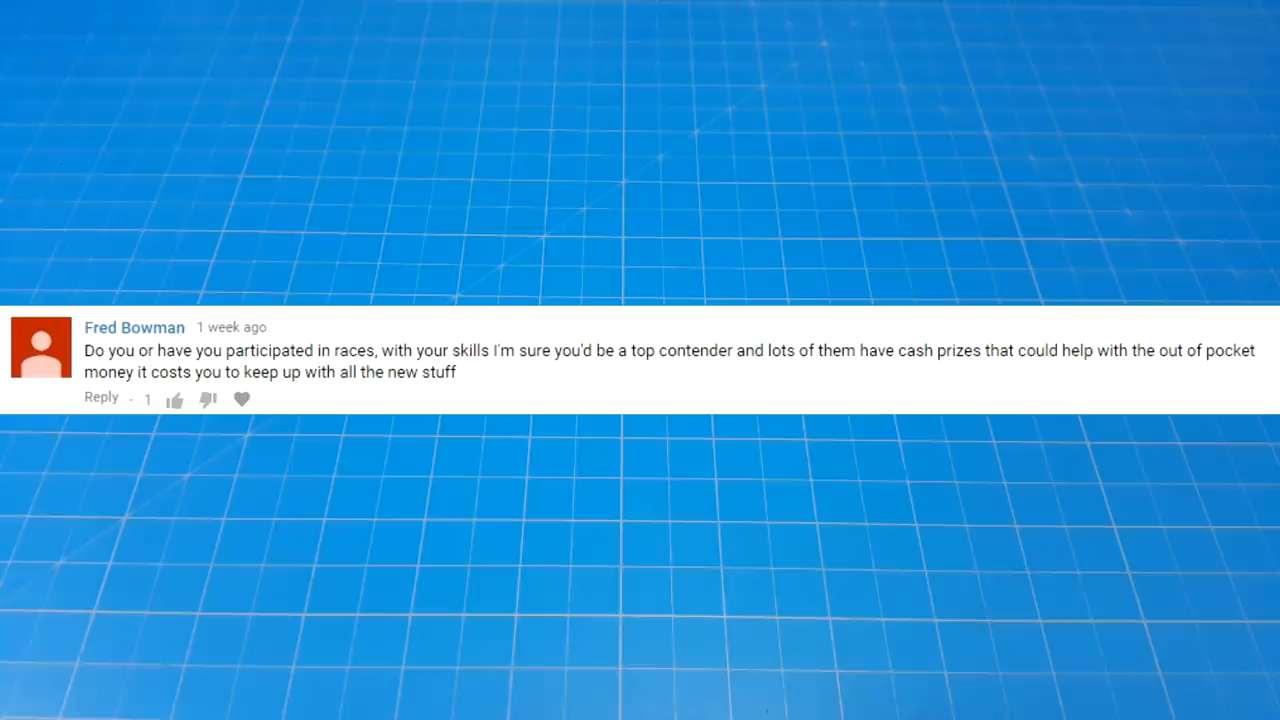 Fred Bowman 1 week ago
Do you or have you participated in races, with your skills I'm sure you'd be a top contender and lots of them have cash prizes that could help with the out of pocket
money it costs you to keep up with all the new stuff
Reply · 1